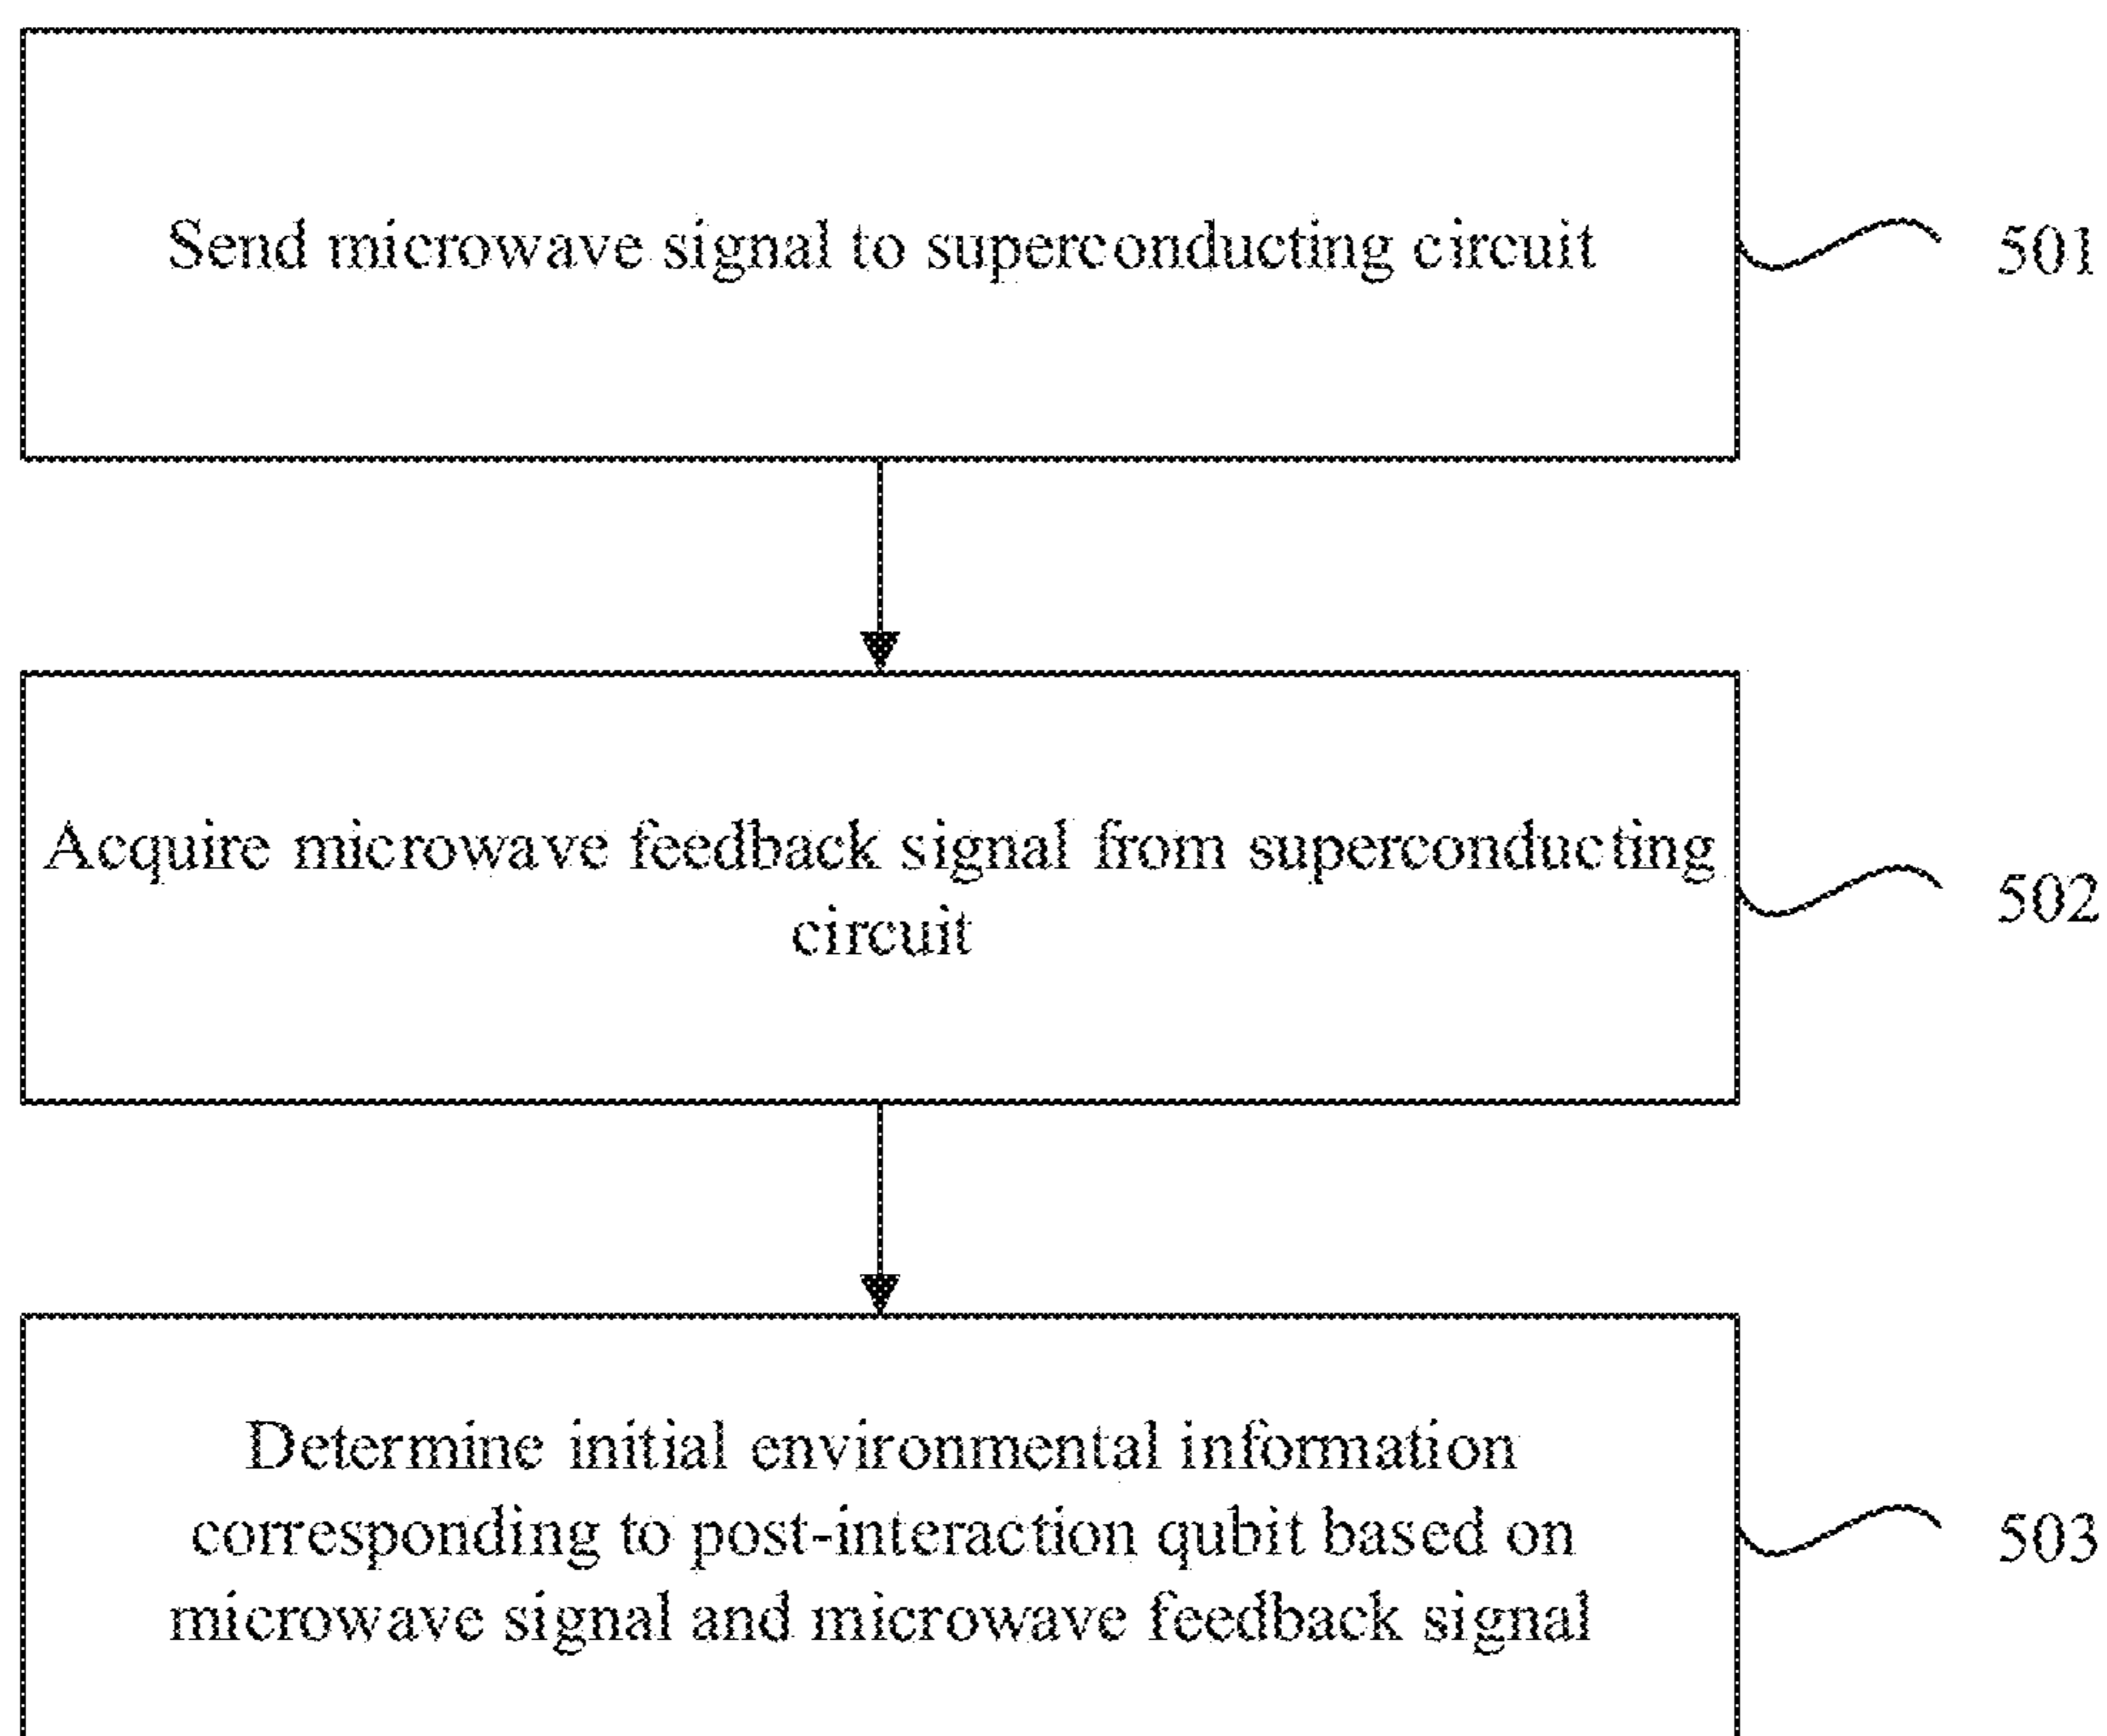 Send microwave signal to superconducting circuit
501
Acquire microwave feedback signal from superconducting
circuit
502
Determine initial environmental information
corresponding to post-interaction qubit based on
microwave signal and microwave feedback signal
503